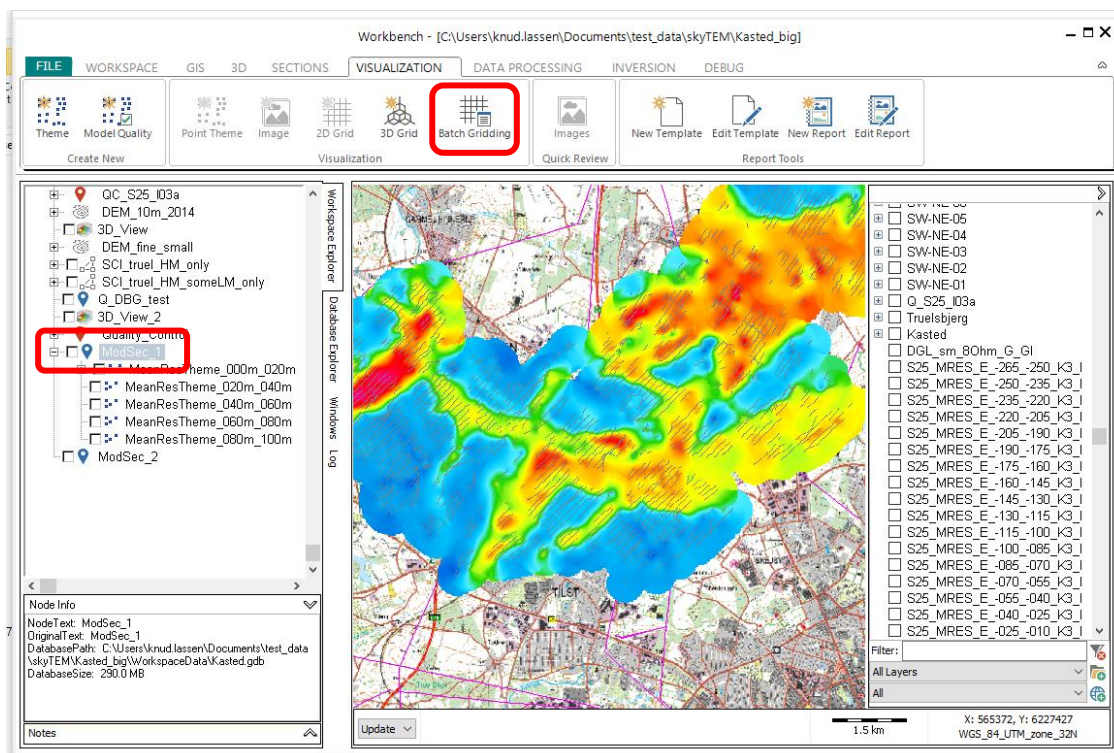 Workbench - [C:\Users\knud.lassen\Documents\test_data\skyTEM\Kasted_big]
FILE WORKSPACE GIS 3D SECTIONS VISUALIZATION DATA PROCESSING INVERSION DEBUG
Theme Model Quality Point Theme Image 2D Grid 3D Grid Batch Gridding Images New Template Edit Template New Report Edit Report
Create New Visualization Quick Review Report Tools
QC_S25_I03a
DEM_10m_2014
3D_View
DEM_fine_small
SCI_truel_HM_only
SCI_truel_HM_someLM_only
Q_DBG_test
3D_View_2
Quality_Contro
ModSec_1
MeanResTheme_000m_020m
MeanResTheme_020m_040m
MeanResTheme_040m_060m
MeanResTheme_060m_080m
MeanResTheme_080m_100m
ModSec_2
Workspace Explorer
Database Explorer
Windows
Log
Node Info
NodeText: ModSec_1
OriginalText: ModSec_1
DatabasePath: C:\Users\knud.lassen\Documents\test_data
\skyTEM\Kasted_big\WorkspaceData\Kasted.gdb
DatabaseSize: 290.0 MB
Notes
TILST
SKEJBY
Update
1.5 km
X: 565372, Y: 6227427
WGS_84_UTM_zone_32N
SW-NE-05
SW-NE-04
SW-NE-03
SW-NE-02
SW-NE-01
Q_S25_I03a
Truelsbjerg
Kasted
DGL_sm_8Ohm_G_GI
S25_MRES_E_-265_-250_K3_I
S25_MRES_E_-250_-235_K3_I
S25_MRES_E_-235_-220_K3_I
S25_MRES_E_-220_-205_K3_I
S25_MRES_E_-205_-190_K3_I
S25_MRES_E_-190_-175_K3_I
S25_MRES_E_-175_-160_K3_I
S25_MRES_E_-160_-145_K3_I
S25_MRES_E_-145_-130_K3_I
S25_MRES_E_-130_-115_K3_I
S25_MRES_E_-115_-100_K3_I
S25_MRES_E_-100_-085_K3_I
S25_MRES_E_-085_-070_K3_I
S25_MRES_E_-070_-055_K3_I
S25_MRES_E_-055_-040_K3_I
S25_MRES_E_-040_-025_K3_I
S25_MRES_E_-025_-010_K3_I
Filter:
All Layers
All